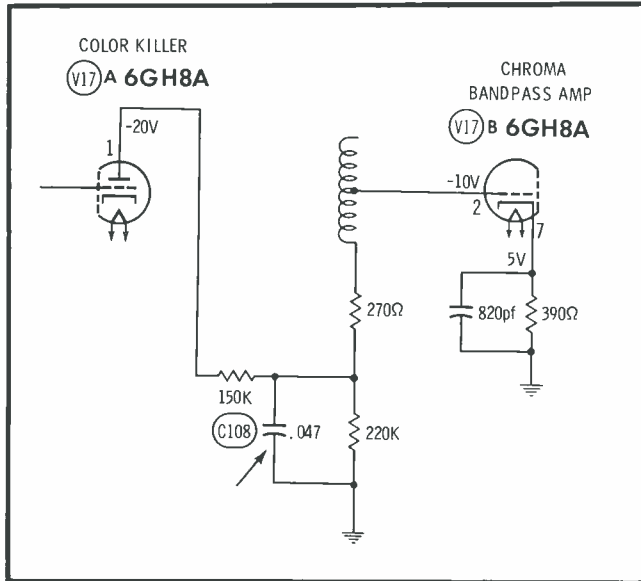 COLOR KILLER
V17 A 6GH8A
-20V
1
CHROMA
BANDPASS AMP
V17 B 6GH8A
-10V
2
7
5V
820pf
390Ω
270Ω
150K
C108
.047
220K